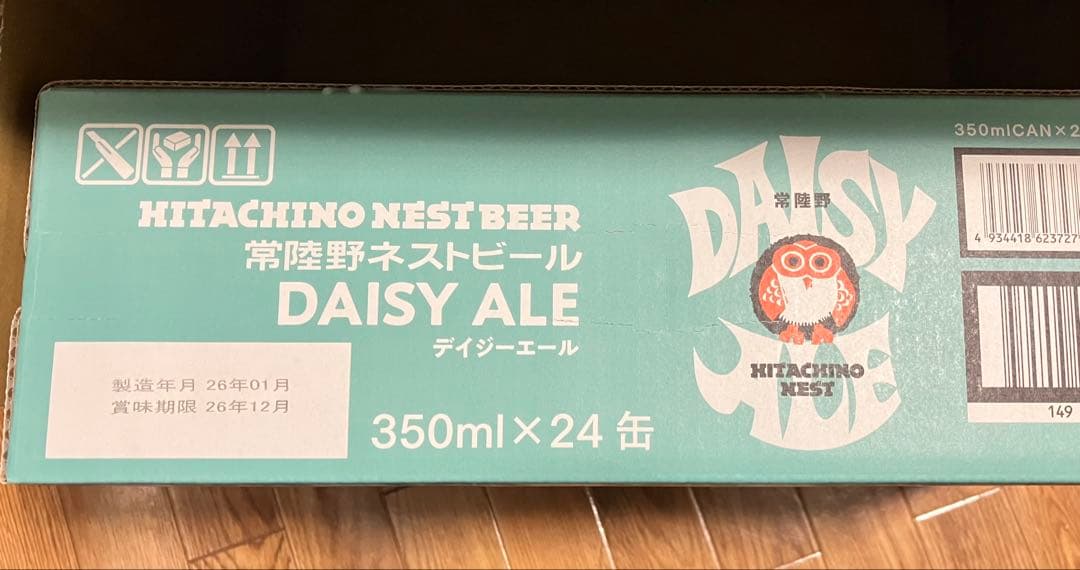 HITACHINO NEST BEER
常陸野ネストビール
DAISY ALE
デイジーエール
製造年月 26年01月
賞味期限 26年12月
350ml×24缶
DAISY
常陸野
HITACHINO
NEST
ALE
350mlCAN×2
4 934418 623727
149